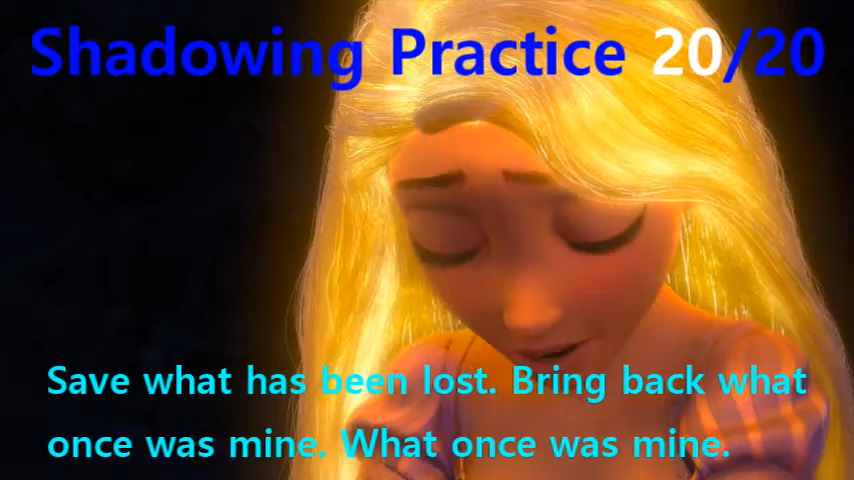 Shadowing Practice 20/20
Save what has been lost. Bring back what
once was mine. What once was mine.